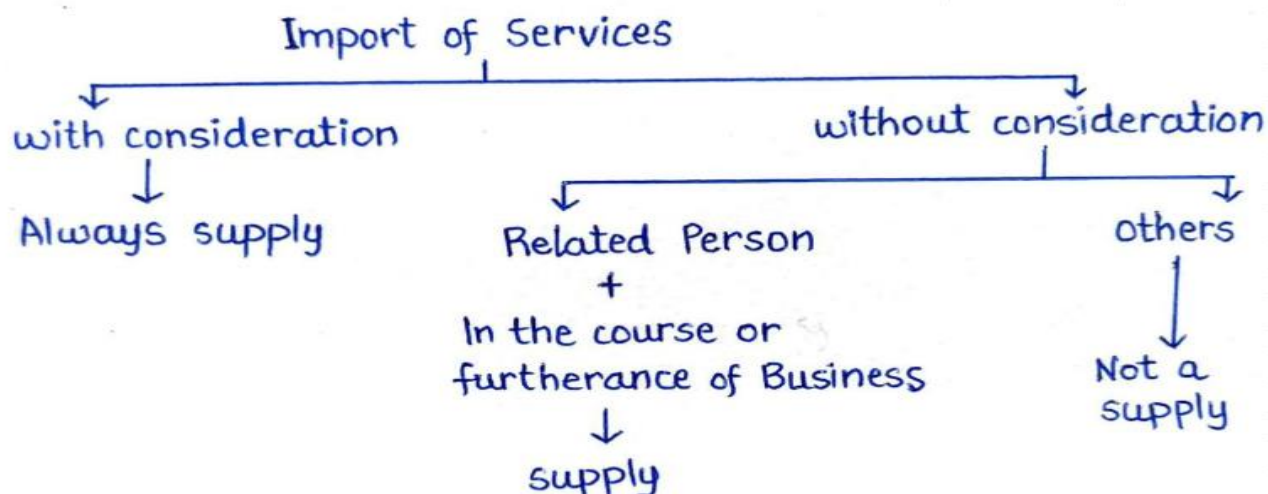 Import of Services
with consideration
without consideration
Always supply
Related Person
+
In the course or
furtherance of Business
supply
others
Not a
supply